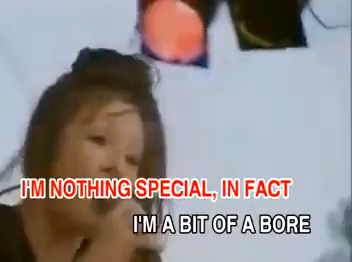 I'M NOTHING SPECIAL, IN FACT
I'M A BIT OF A BORE